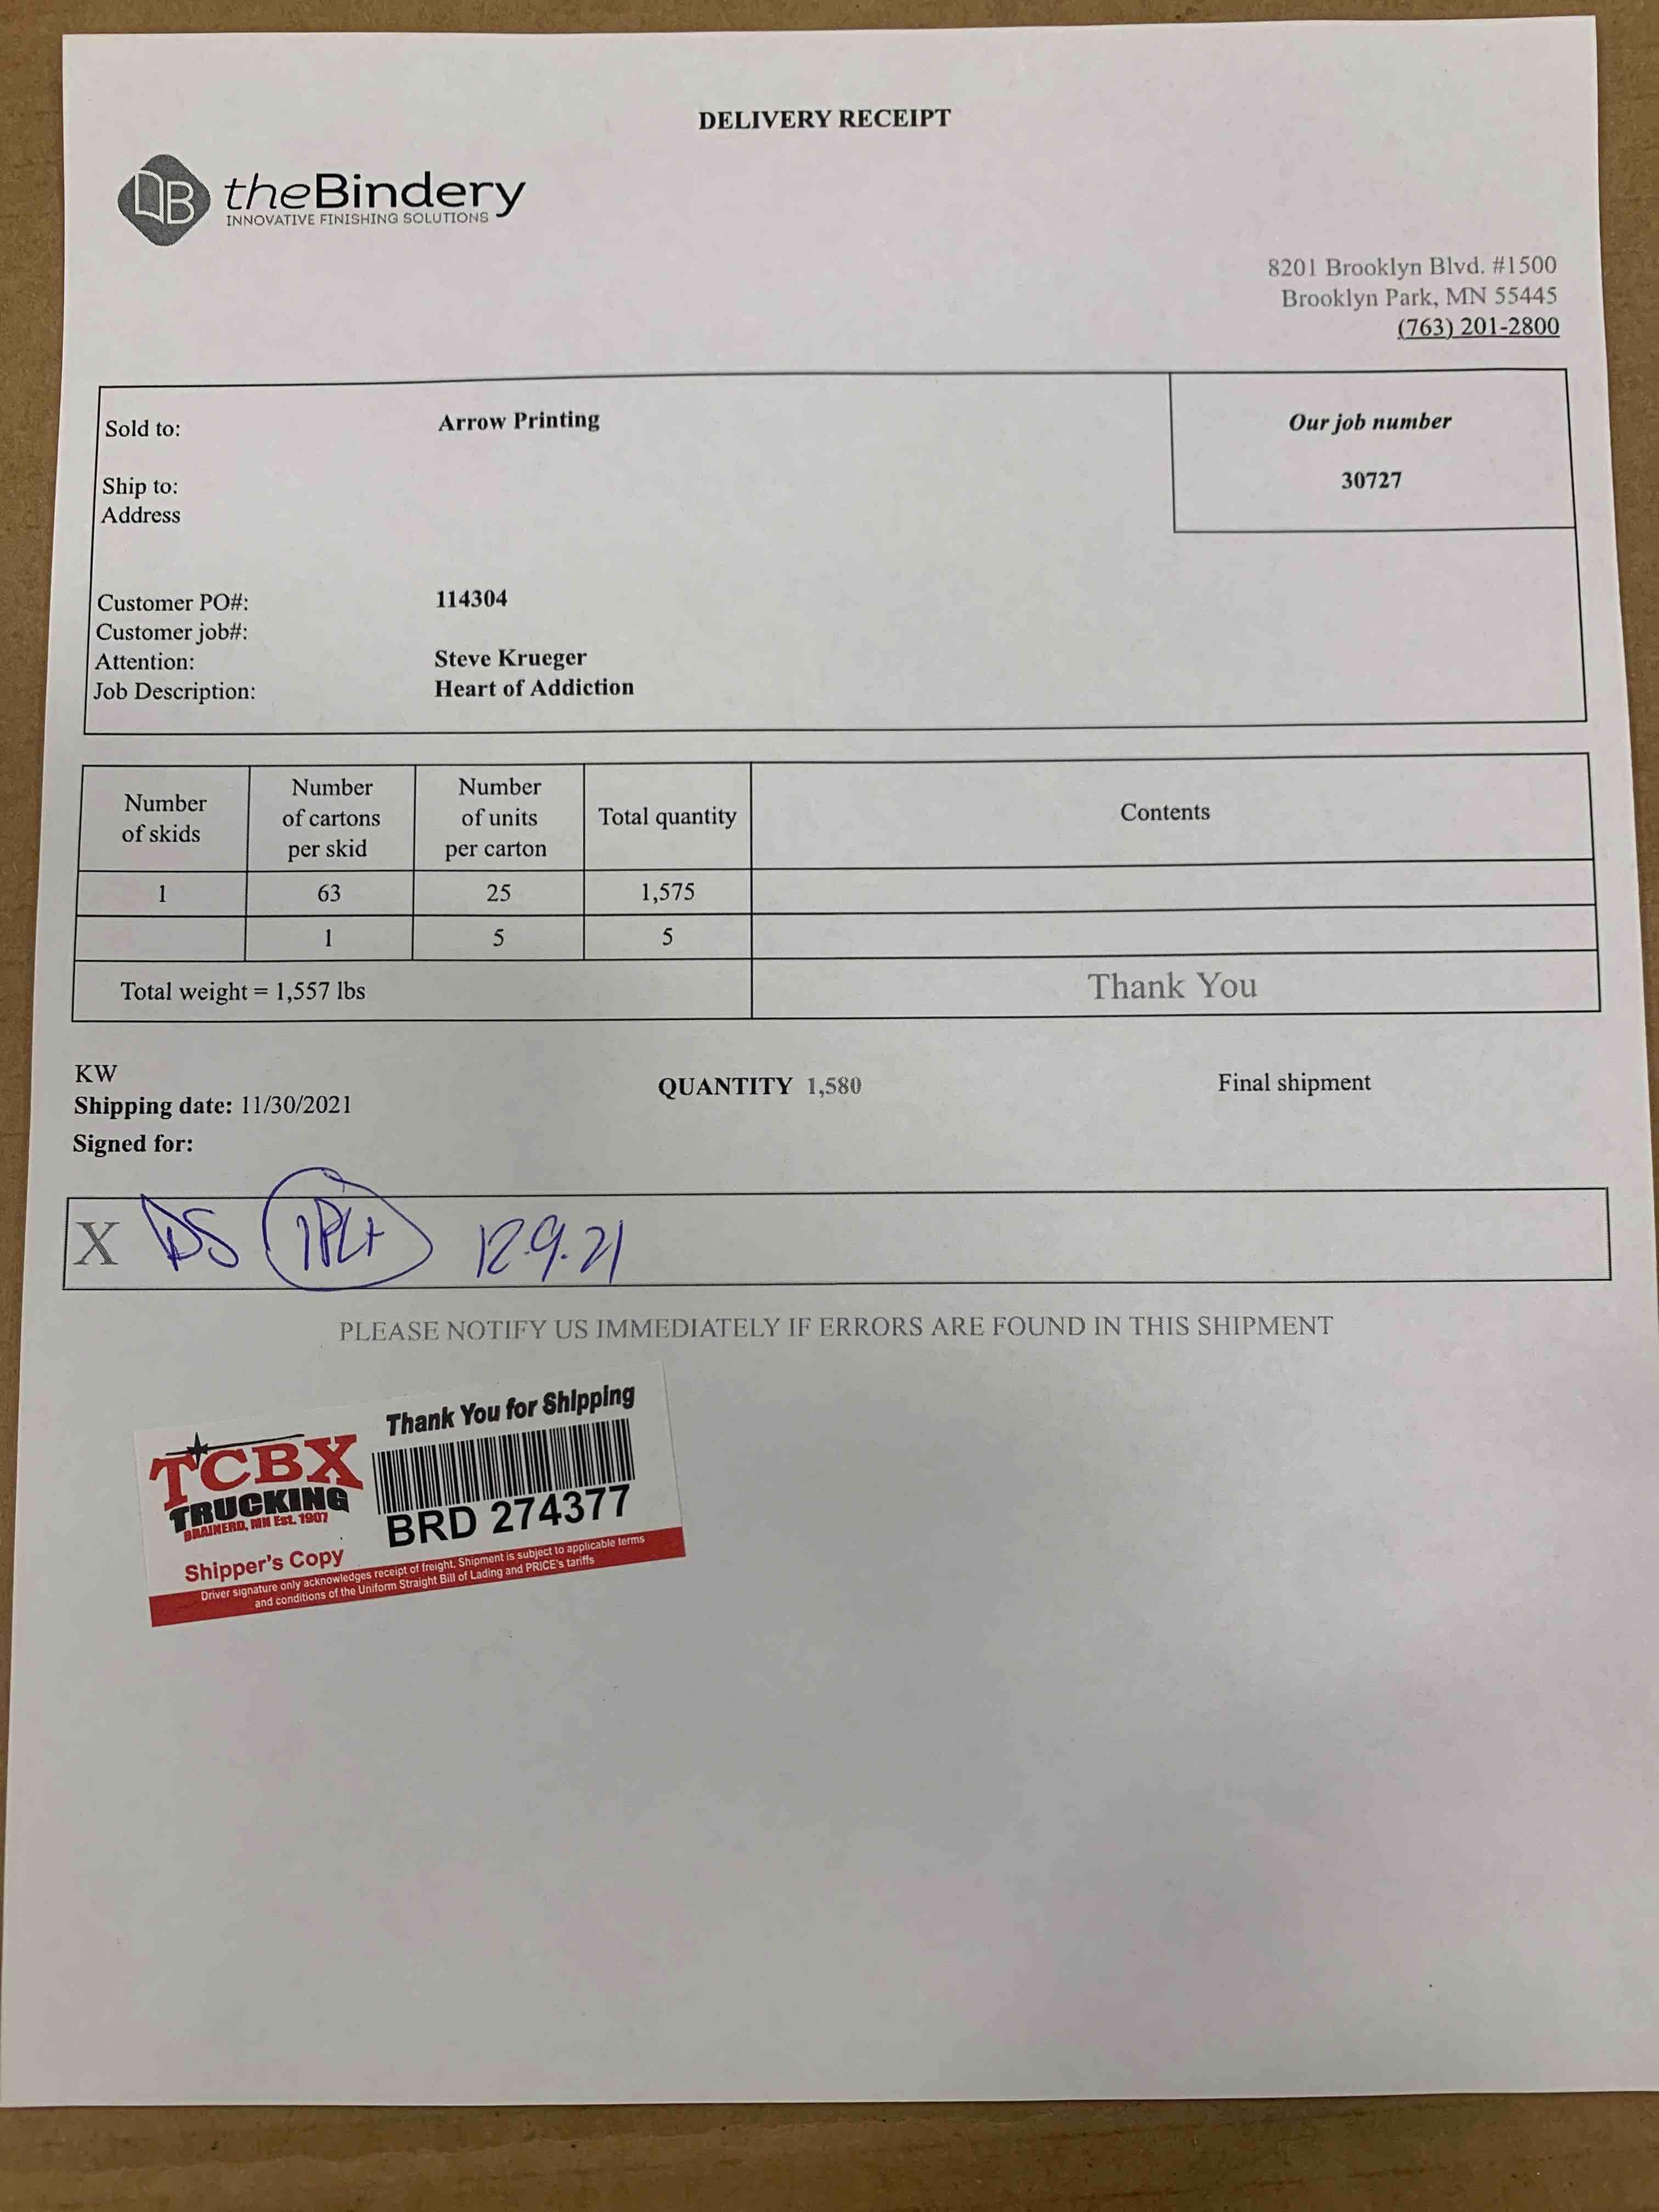 DELIVERY RECEIPT
DB
theBindery
INNOVATIVE FINISHING SOLUTIONS
8201 Brooklyn Blvd. #1500
Brooklyn Park, MN 55445
(763) 201-2800
Sold to: Arrow Printing
Our job number
30727
Ship to:
Address
Customer PO#: 114304
Customer job#:
Attention: Steve Krueger
Job Description: Heart of Addiction
Number of skids Number of cartons per skid Number of units per carton Total quantity Contents
1 63 25 1,575
1 5 5
Total weight = 1,557 lbs Thank You
KW
Shipping date: 11/30/2021 QUANTITY 1,580 Final shipment
Signed for:
X DS 1PLT 12.9.21
PLEASE NOTIFY US IMMEDIATELY IF ERRORS ARE FOUND IN THIS SHIPMENT
Thank You for Shipping
TCBX
TRUCKING
BRAINERD, MN Est. 1907
BRD 274377
Shipper's Copy
Driver signature only acknowledges receipt of freight. Shipment is subject to applicable terms
and conditions of the Uniform Straight Bill of Lading and PRICE's tariffs